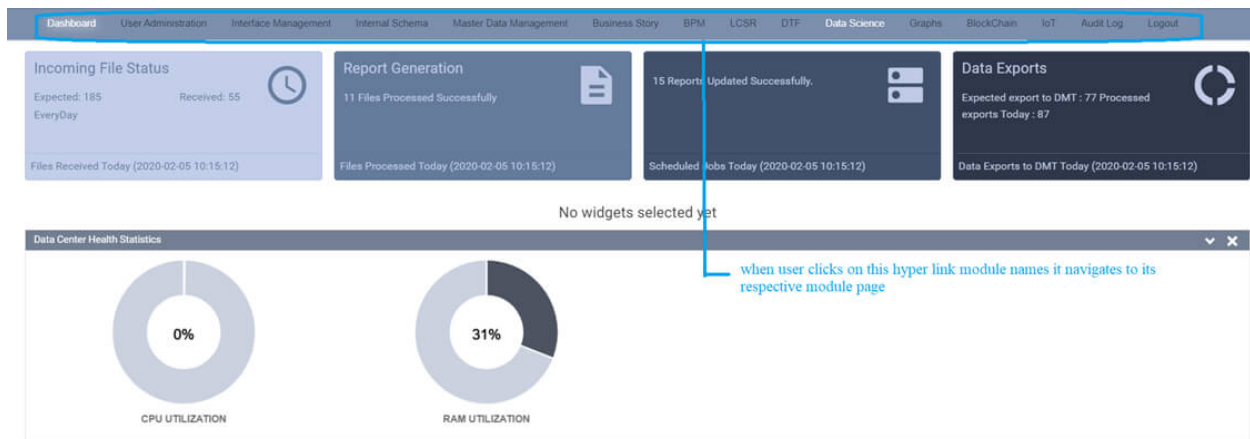 Dashboard User Administration Interface Management Internal Schema Master Data Management Business Story BPM LCSR DTF Data Science Graphs BlockChain IoT Audit Log Logout
Incoming File Status
Expected: 185 Received: 55
EveryDay
Files Received Today (2020-02-05 10:15:12)
Report Generation
11 Files Processed Successfully
Files Processed Today (2020-02-05 10:15:12)
15 Reports Updated Successfully.
Scheduled Jobs Today (2020-02-05 10:15:12)
Data Exports
Expected export to DMT : 77 Processed
exports Today : 87
Data Exports to DMT Today (2020-02-05 10:15:12)
No widgets selected yet
Data Center Health Statistics
when user clicks on this hyper link module names it navigates to its
respective module page
0%
CPU UTILIZATION
31%
RAM UTILIZATION